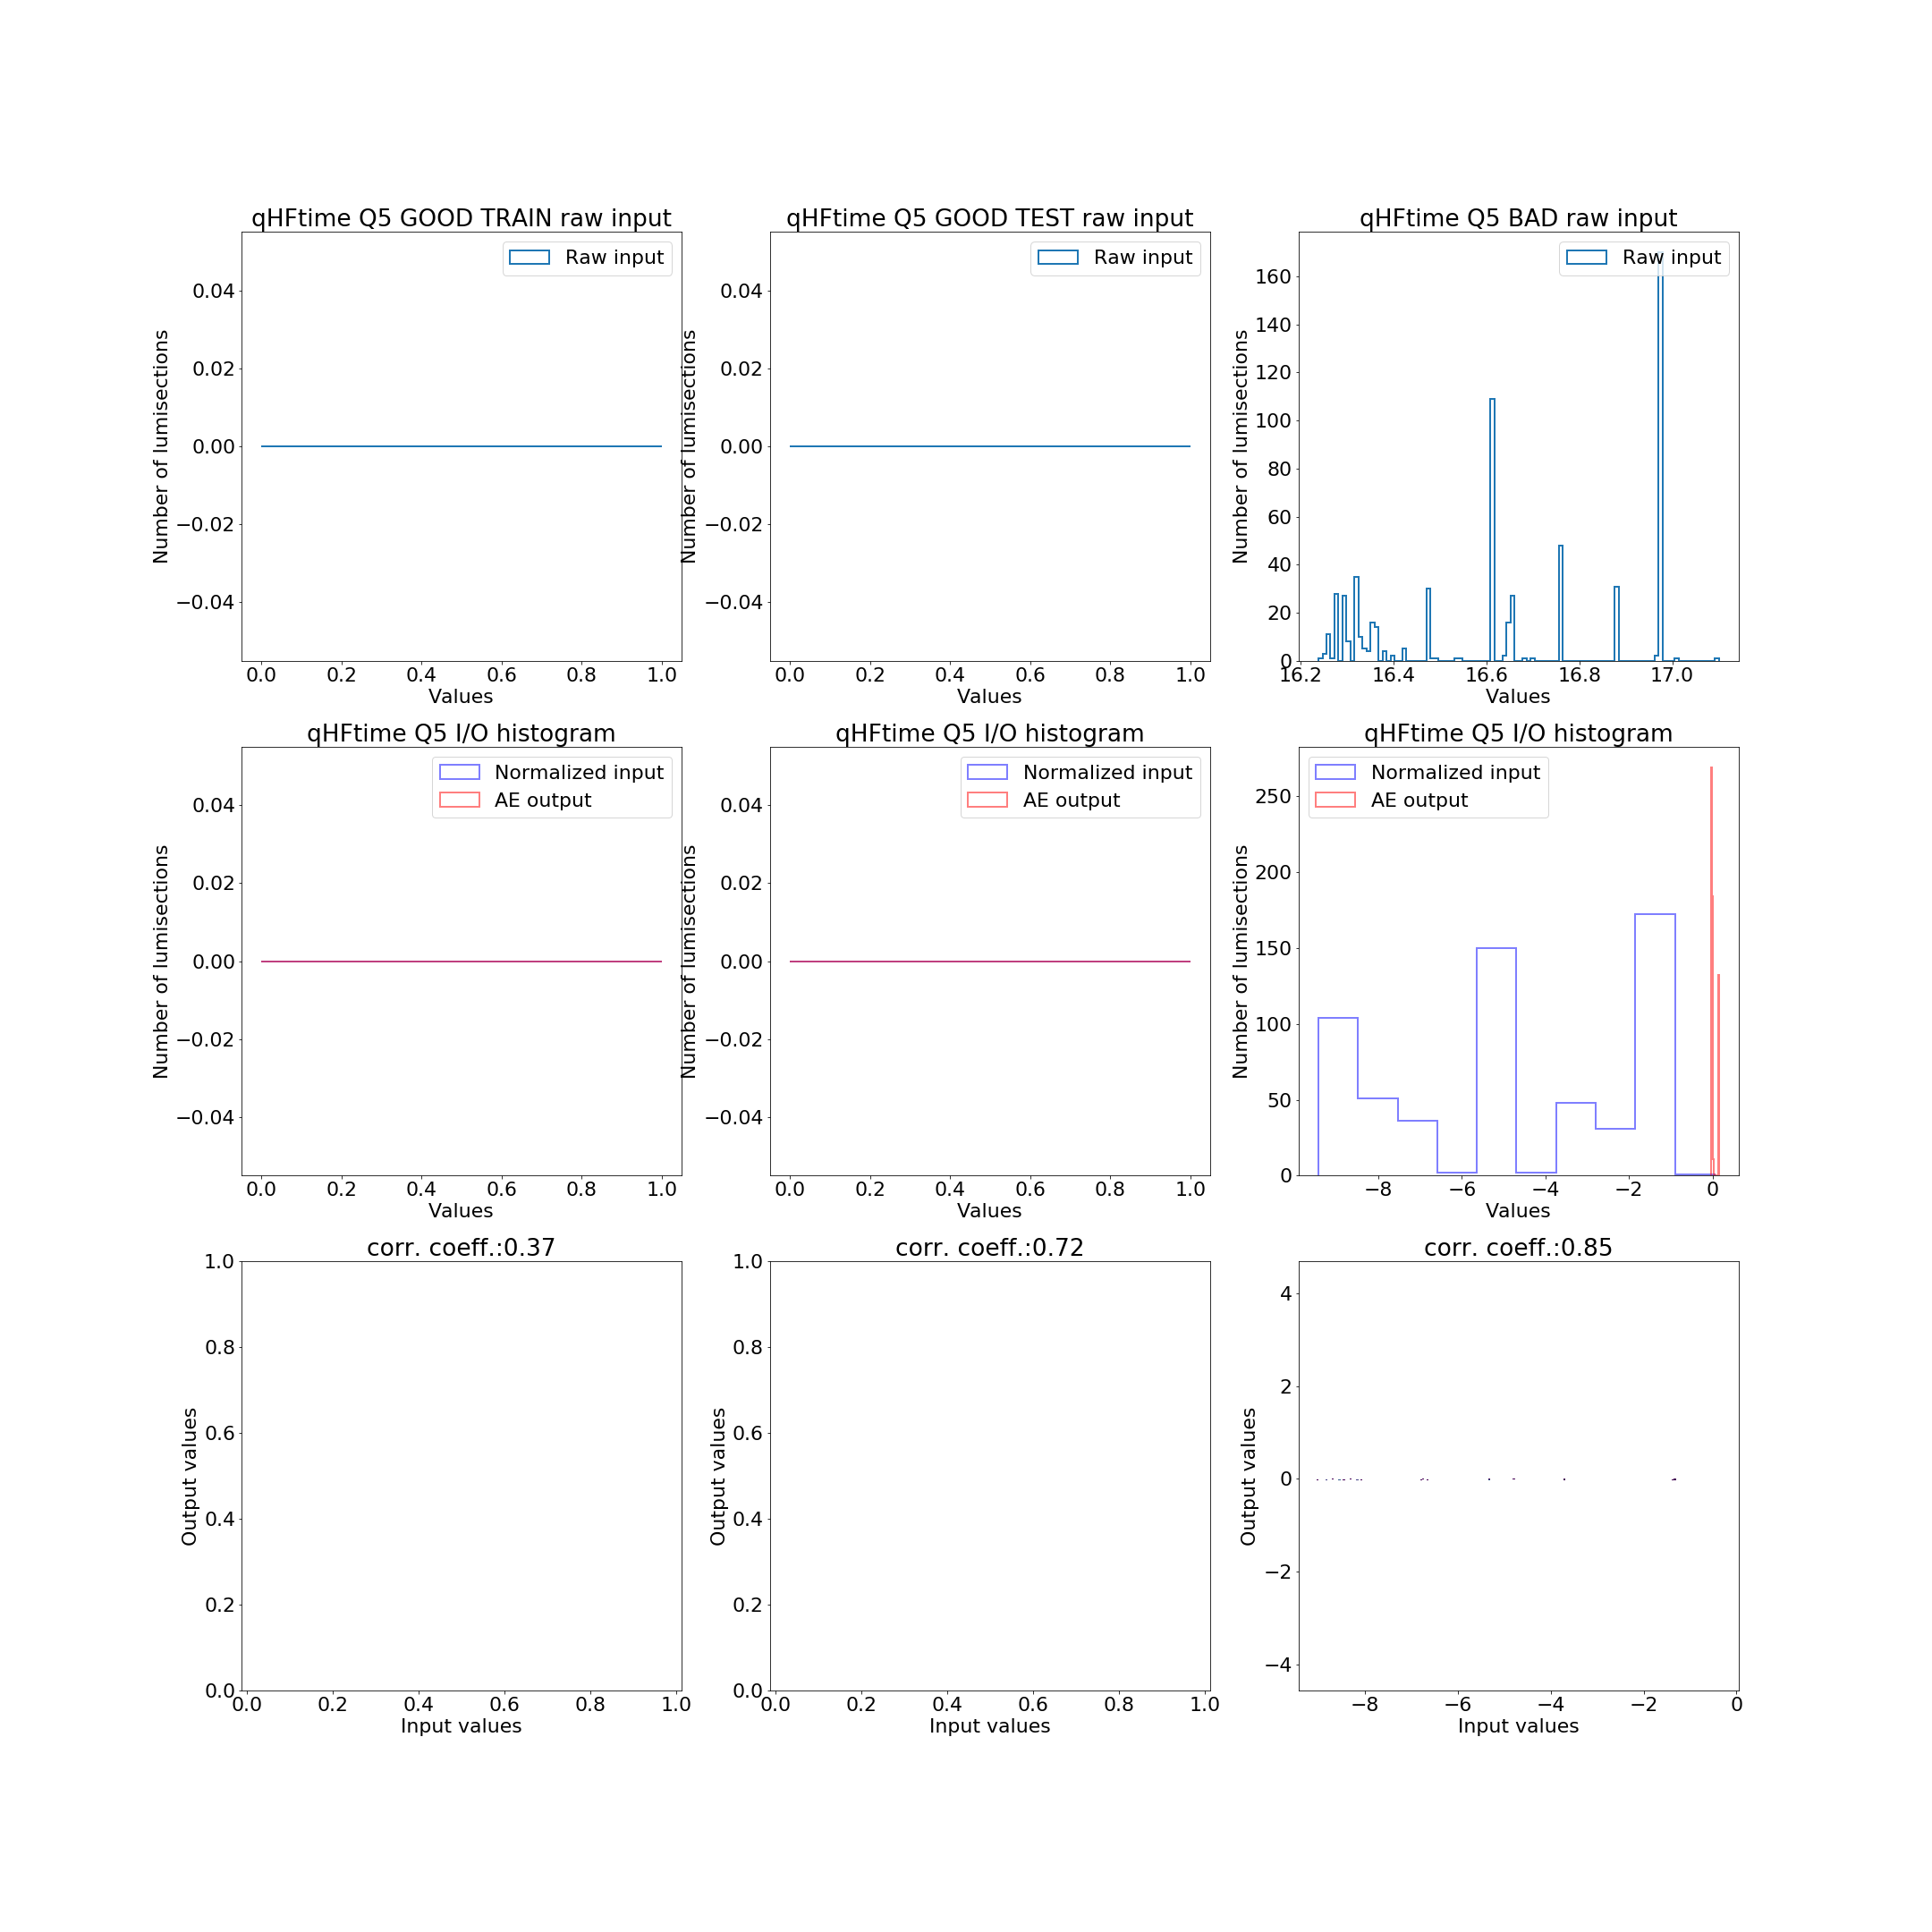 qHFtime Q5 GOOD TRAIN raw input
Raw input
0.04
0.02
0.00
−0.02
−0.04
Number of lumisections
0.0 0.2 0.4 0.6 0.8 1.0
Values
qHFtime Q5 GOOD TEST raw input
Raw input
0.04
0.02
0.00
−0.02
−0.04
Number of lumisections
0.0 0.2 0.4 0.6 0.8 1.0
Values
qHFtime Q5 BAD raw input
Raw input
160
140
120
100
80
60
40
20
0
Number of lumisections
16.2 16.4 16.6 16.8 17.0
Values
qHFtime Q5 I/O histogram
Normalized input
AE output
0.04
0.02
0.00
−0.02
−0.04
Number of lumisections
0.0 0.2 0.4 0.6 0.8 1.0
Values
qHFtime Q5 I/O histogram
Normalized input
AE output
0.04
0.02
0.00
−0.02
−0.04
Number of lumisections
0.0 0.2 0.4 0.6 0.8 1.0
Values
qHFtime Q5 I/O histogram
Normalized input
AE output
250
200
150
100
50
0
Number of lumisections
−8 −6 −4 −2 0
Values
corr. coeff.:0.37
1.0
0.8
0.6
0.4
0.2
0.0
Output values
0.0 0.2 0.4 0.6 0.8 1.0
Input values
corr. coeff.:0.72
1.0
0.8
0.6
0.4
0.2
0.0
Output values
0.0 0.2 0.4 0.6 0.8 1.0
Input values
corr. coeff.:0.85
4
2
0
−2
−4
Output values
−8 −6 −4 −2 0
Input values